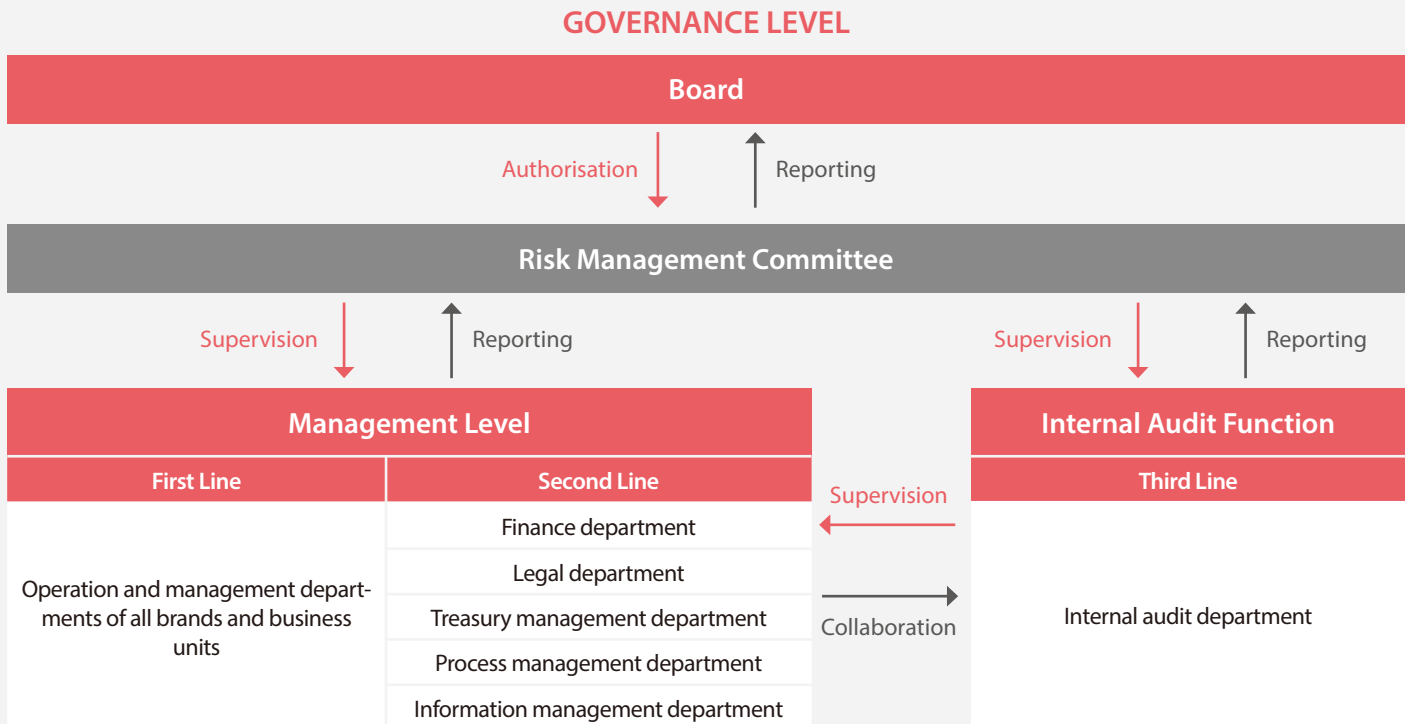 GOVERNANCE LEVEL
Board
Authorisation
Reporting
Risk Management Committee
Supervision
Reporting
Supervision
Reporting
Management Level
Internal Audit Function
First Line
Second Line
Third Line
Operation and management depart-
ments of all brands and business
units
Finance department
Legal department
Treasury management department
Process management department
Information management department
Supervision
Collaboration
Internal audit department